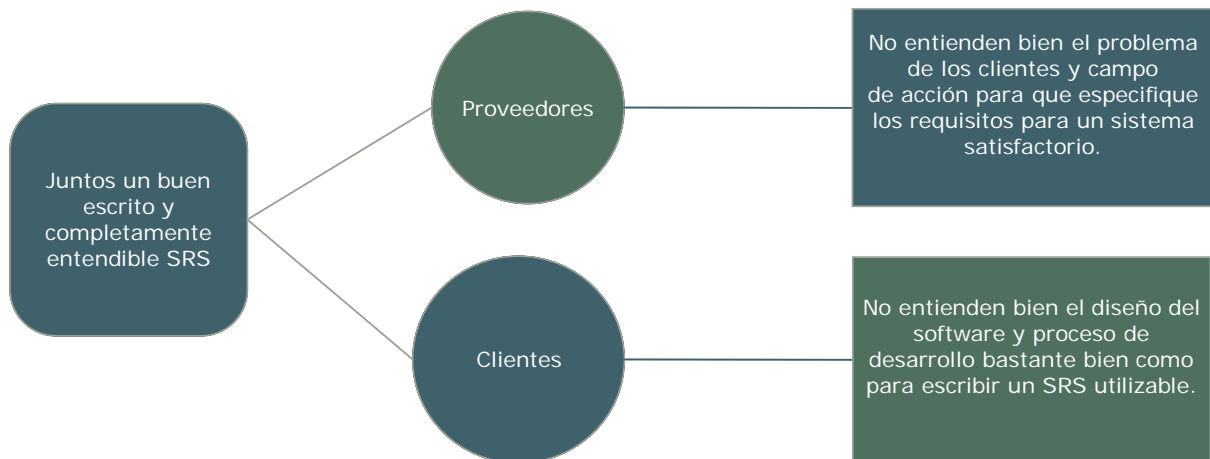 Juntos un buen
escrito y
completamente
entendible SRS
Proveedores
No entienden bien el problema
de los clientes y campo
de acción para que especifique
los requisitos para un sistema
satisfactorio.
Clientes
No entienden bien el diseño del
software y proceso de
desarrollo bastante bien como
para escribir un SRS utilizable.